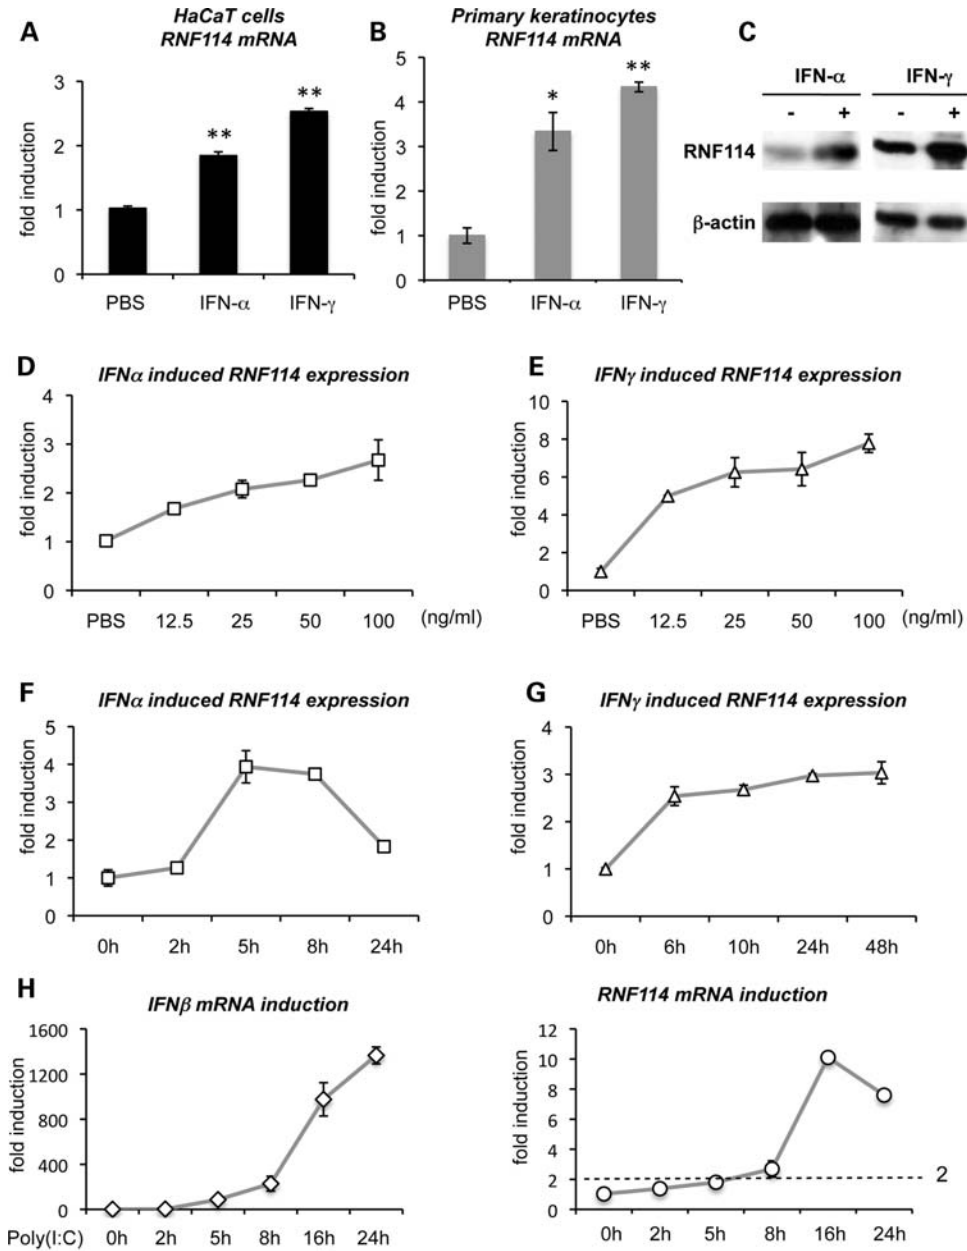 A
HaCaT cells
RNF114 mRNA
fold induction
3
2
1
0
**
**
PBS
IFN-α
IFN-γ
B
Primary keratinocytes
RNF114 mRNA
fold induction
5
4
3
2
1
0
*
**
PBS
IFN-α
IFN-γ
C
IFN-α
IFN-γ
- + - +
RNF114
β-actin
D
IFNα induced RNF114 expression
fold induction
4
3
2
1
0
PBS 12.5 25 50 100 (ng/ml)
E
IFNγ induced RNF114 expression
fold induction
10
8
6
4
2
0
PBS 12.5 25 50 100 (ng/ml)
F
IFNα induced RNF114 expression
fold induction
5
4
3
2
1
0
0h 2h 5h 8h 24h
G
IFNγ induced RNF114 expression
fold induction
4
3
2
1
0
0h 6h 10h 24h 48h
H
IFNβ mRNA induction
fold induction
1600
1200
800
400
0
Poly(I:C) 0h 2h 5h 8h 16h 24h
RNF114 mRNA induction
fold induction
12
10
8
6
4
2
0
2
0h 2h 5h 8h 16h 24h